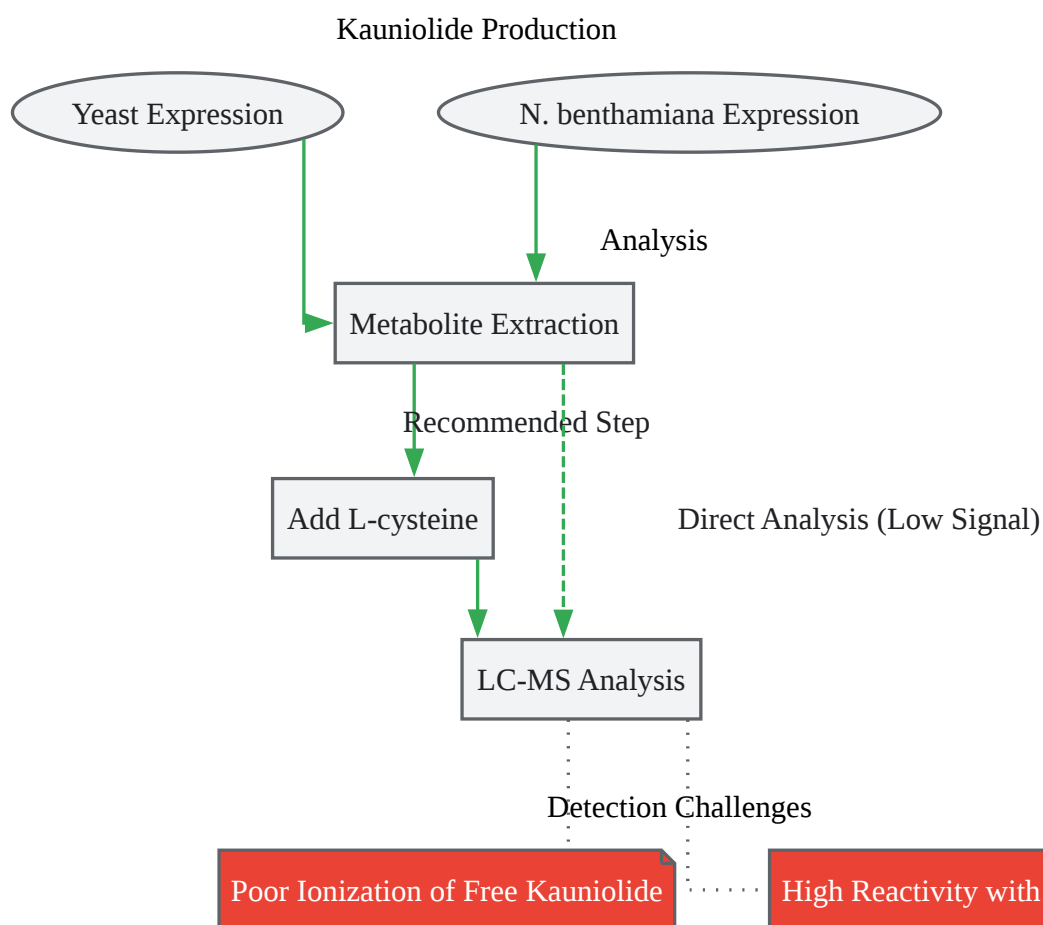 Kauniolide Production
Yeast Expression
N. benthamiana Expression
Analysis
Metabolite Extraction
Recommended Step
Add L-cysteine
Direct Analysis (Low Signal)
LC-MS Analysis
Detection Challenges
Poor Ionization of Free Kauniolide
High Reactivity with